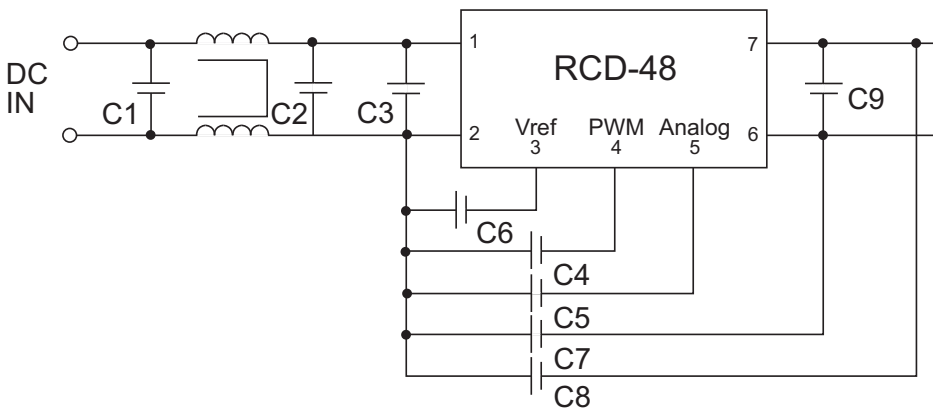 DC
IN
C1
C2
C3
1
2
RCD-48
Vref
3
PWM
4
Analog
5
7
6
C9
C6
C4
C5
C7
C8